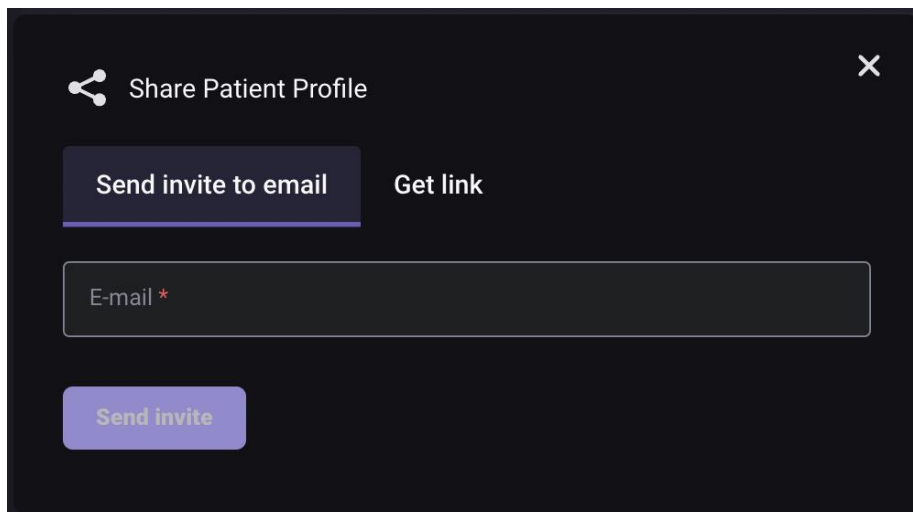 Share Patient Profile
Send invite to email
Get link
E-mail *
Send invite